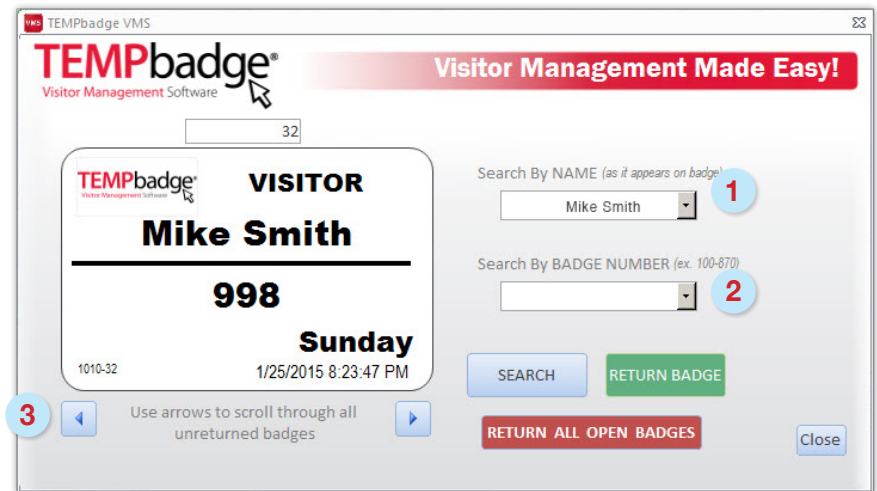 VMS TEMPbadge VMS
TEMPbadge®
Visitor Management Software
Visitor Management Made Easy!
32
TEMPbadge®
Visitor Management Software
VISITOR
Mike Smith
998
Sunday
1010-32
1/25/2015 8:23:47 PM
Search By NAME (as it appears on badge)
1
Mike Smith
Search By BADGE NUMBER (ex. 100-870)
2
SEARCH
RETURN BADGE
3
Use arrows to scroll through all
unreturned badges
RETURN ALL OPEN BADGES
Close